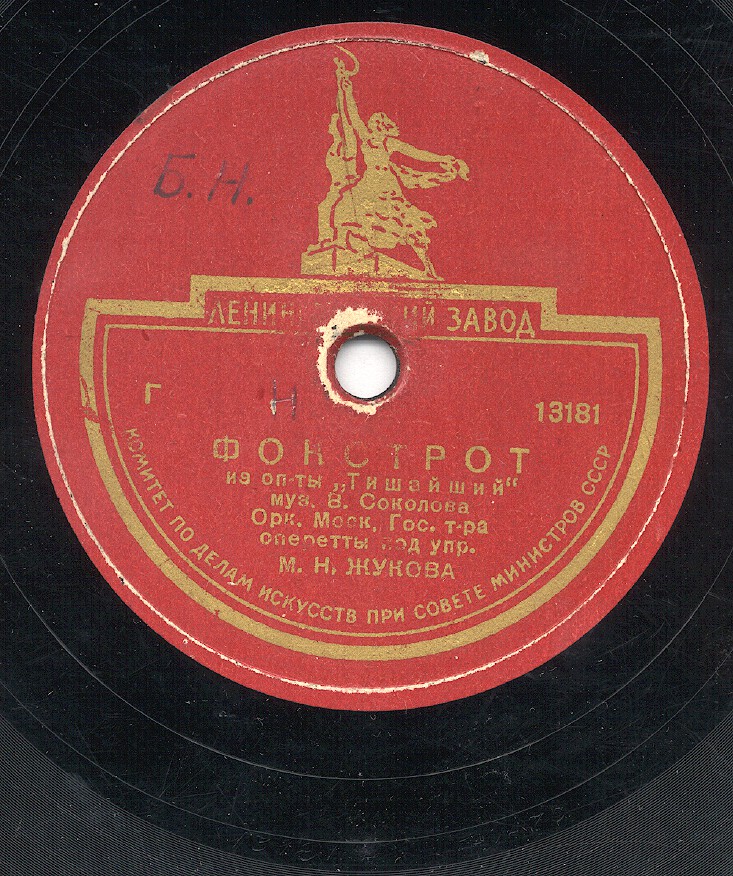 Б.Н.
ЗАВОД
Г Н 13181
ФОКСТРОТ
из оп-ты „Тишайший“
муз. В. Соколова
Орк. Моск. Гос. т-ра
оперетты под упр.
М. Н. ЖУКОВА
КОМИТЕТ ПО ДЕЛАМ ИСКУССТВ ПРИ СОВЕТЕ МИНИСТРОВ СССР